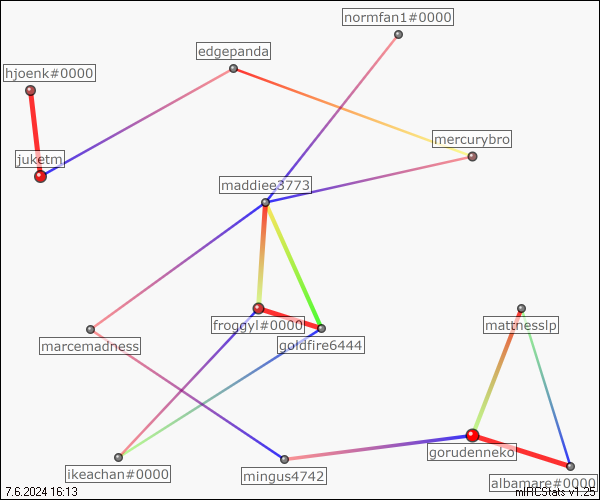 normfan1#0000
edgepanda
hjoenk#0000
mercurybro
juketm
maddiee3773
froggyl#0000
mattnesslp
goldfire6444
marcemadness
gorudenneko
ikeachan#0000
mingus4742
albamare#0000
7.6.2024 16:13
mIRCStats v1.25